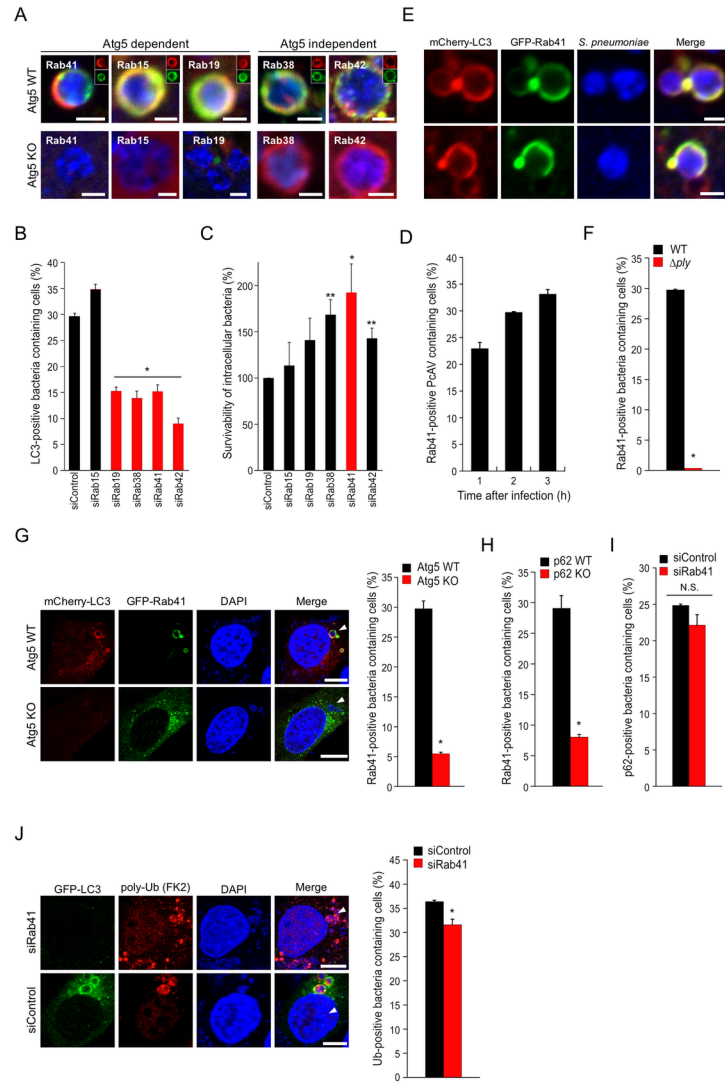 A
Atg5 dependent
Atg5 independent
Atg5 WT
Rab41
Rab15
Rab19
Rab38
Rab42
Atg5 KO
Rab41
Rab15
Rab19
Rab38
Rab42
E
mCherry-LC3
GFP-Rab41
S. pneumoniae
Merge
B
LC3-positive bacteria containing cells (%)
40
35
30
25
20
15
10
5
0
*
siControl
siRab15
siRab19
siRab38
siRab41
siRab42
C
Survivability of intracellular bacteria (%)
200
150
100
50
0
**
*
**
siControl
siRab15
siRab19
siRab38
siRab41
siRab42
D
Rab41-positive PcAV containing cells (%)
40
35
30
25
20
15
10
5
0
1
2
3
Time after infection (h)
F
WT
Δply
Rab41-positive bacteria containing cells (%)
35
30
25
20
15
10
5
0
*
G
mCherry-LC3
GFP-Rab41
DAPI
Merge
Atg5 WT
Atg5 KO
Atg5 WT
Atg5 KO
Rab41-positive bacteria containing cells (%)
35
30
25
20
15
10
5
0
*
H
p62 WT
p62 KO
Rab41-positive bacteria containing cells (%)
35
30
25
20
15
10
5
0
*
I
siControl
siRab41
N.S.
p62-positive bacteria containing cells (%)
30
25
20
15
10
5
0
J
GFP-LC3
poly-Ub (FK2)
DAPI
Merge
siRab41
siControl
siControl
siRab41
Ub-positive bacteria containing cells (%)
40
35
30
25
20
15
10
5
0
*